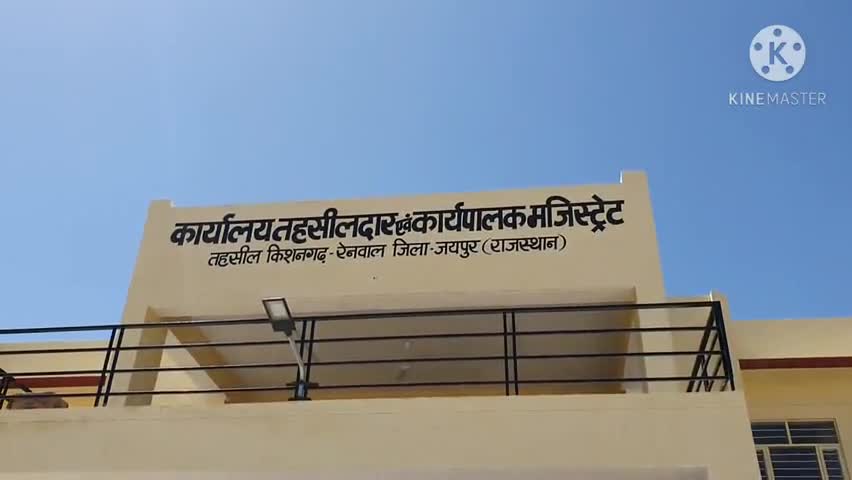 K
KINEMASTER
कार्यालय तहसीलदार एवं कार्यपालक मजिस्ट्रेट
तहसील किशनगढ़ - रेनवाल जिला - जयपुर (राजस्थान)